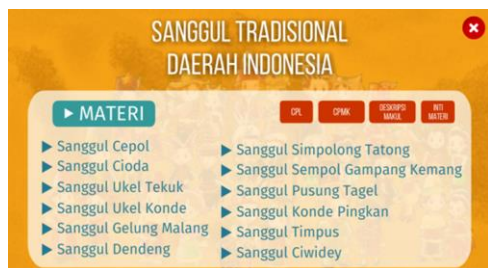 SANGGUL TRADISIONAL
DAERAH INDONESIA
MATERI
CPL
CPMK
DESKRIPSI
MAKUL
INTI
MATERI
Sanggul Cepol
Sanggul Cioda
Sanggul Ukel Tekuk
Sanggul Ukel Konde
Sanggul Gelung Malang
Sanggul Dendeng
Sanggul Simpolong Tatong
Sanggul Sempol Gampang Kemang
Sanggul Pusung Tagel
Sanggul Konde Pingkan
Sanggul Timpus
Sanggul Ciwidey